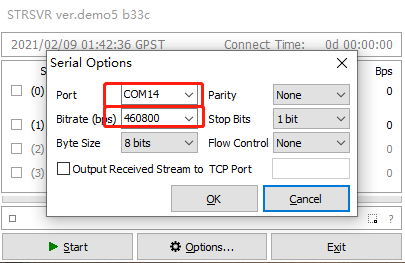 STRSVR ver.demo5 b33c
2021/02/09 01:42:36 GPST Connect Time: 0d 00:00:00
Serial Options
Bps
Port COM14 Parity None
(0) 0
Bitrate (bps) 460800 Stop Bits 1 bit
(1) 0
Byte Size 8 bits Flow Control None
(2) 0
Output Received Stream to TCP Port
(3) 0
OK Cancel
?
Start Options... Exit